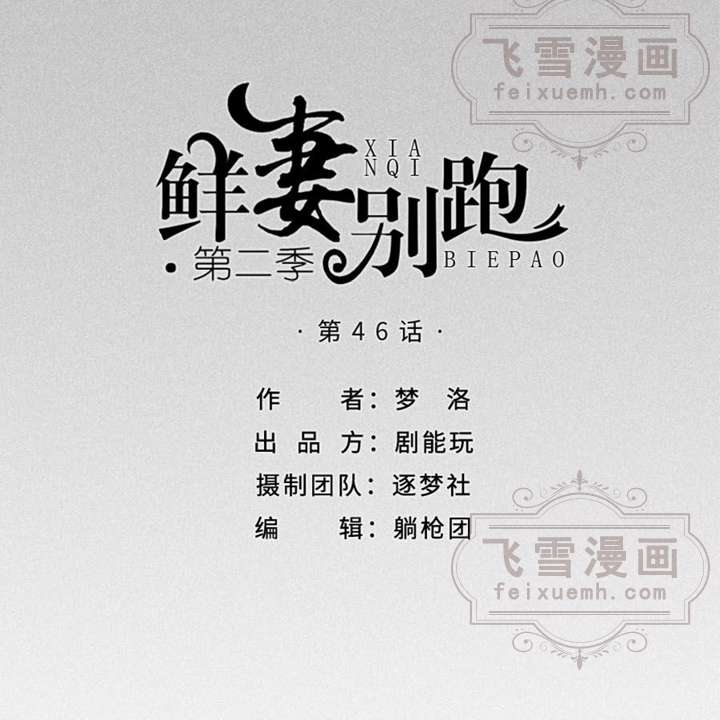 飞雪漫画
feixuemh.com
鲜妻别跑
XIA
NQI
BIEPAO
·第二季
·第46话·
作 者：梦 洛
出 品 方：剧能玩
摄制团队：逐梦社
编 辑：躺枪团
飞雪漫画
feixuemh.com